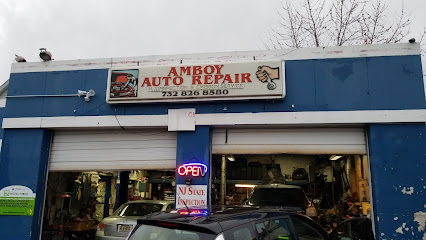 AMBOY
AUTO REPAIR
732 826 8580
OPEN
NJ STATE
INSPECTION